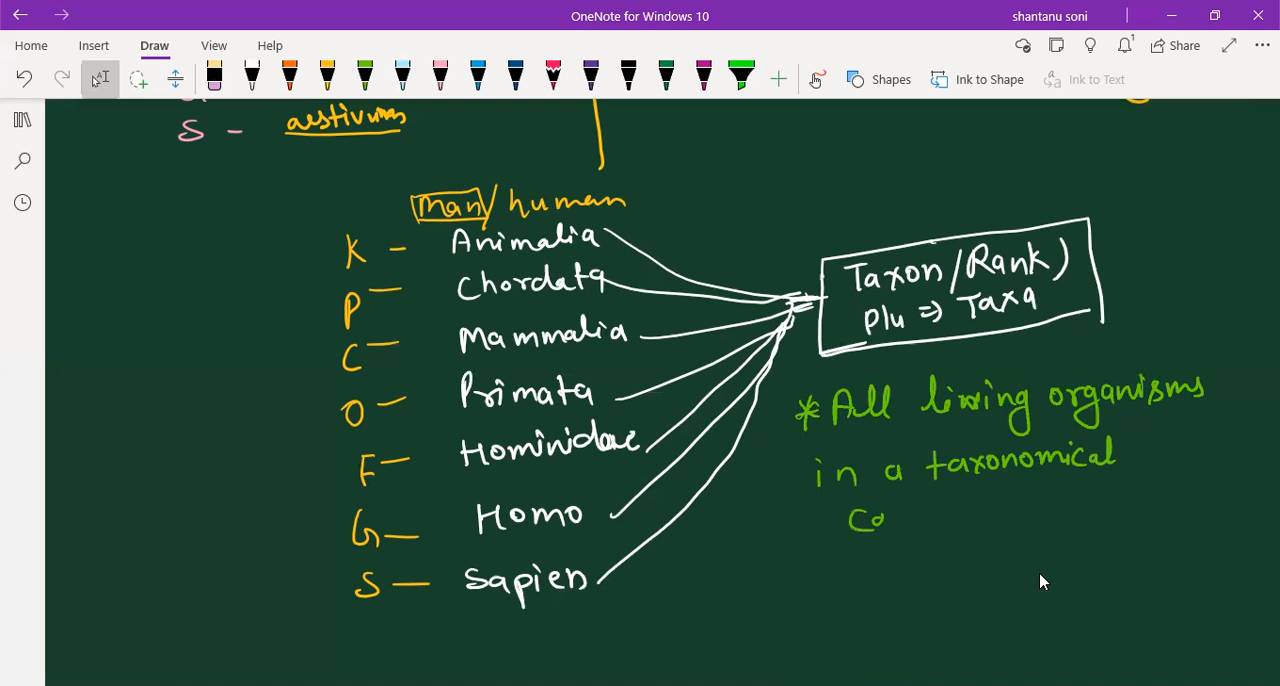 OneNote for Windows 10
shantanu soni
Home
Insert
Draw
View
Help
1
Share
Shapes
Ink to Shape
Ink to Text
S - aestivum
man/human
K - Animalia
P - Chordata
C - Mammalia
O - Primata
F - Hominidae
G - Homo
S - Sapien
Taxon/Rank)
Plu => Taxa
*All living organisms
in a taxonomical
Co